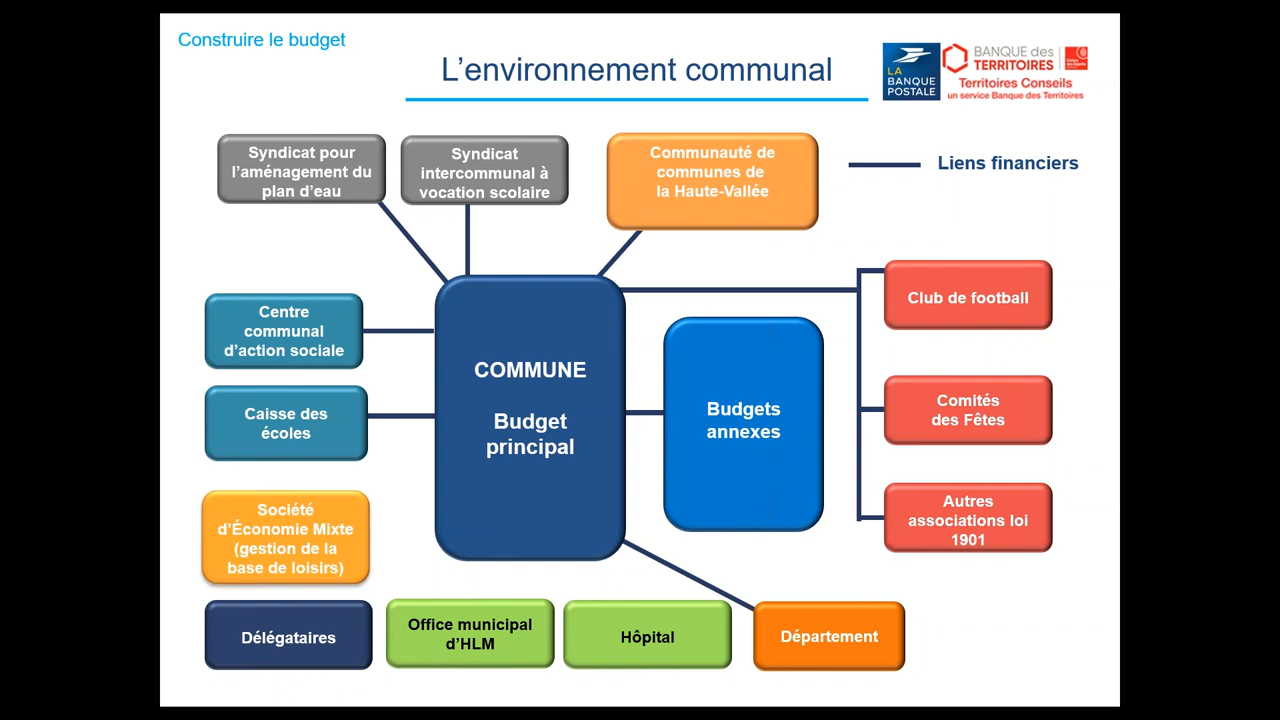 Construire le budget
L’environnement communal
LA
BANQUE
POSTALE
BANQUE des
TERRITOIRES
Territoires Conseils
un service Banque des Territoires
Syndicat pour
l’aménagement du
plan d’eau
Syndicat
intercommunal à
vocation scolaire
Communauté de
communes de
la Haute-Vallée
Liens financiers
Centre
communal
d’action sociale
Caisse des
écoles
COMMUNE
Budget
principal
Budgets
annexes
Club de football
Comités
des Fêtes
Autres
associations loi
1901
Société
d’Économie Mixte
(gestion de la
base de loisirs)
Délégataires
Office municipal
d’HLM
Hôpital
Département